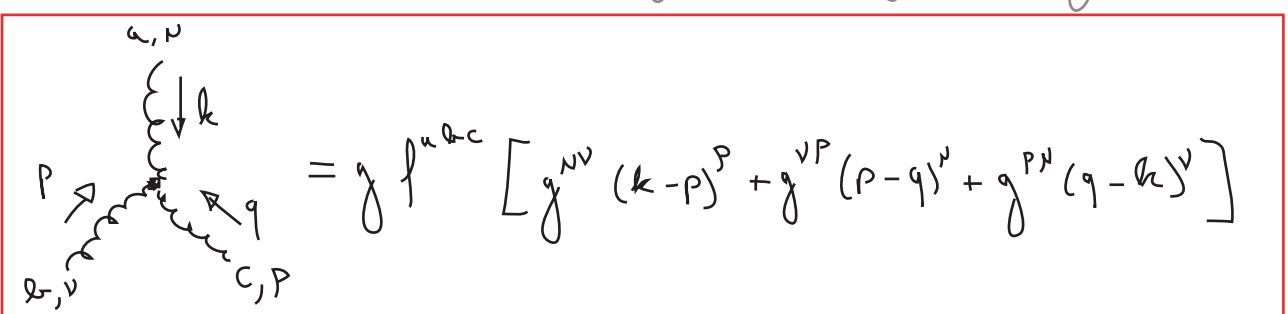 a, μ
k
p
q
b, ν
c, ρ
= g f^{abc} [ g^{μν} (k - p)^ρ + g^{νρ} (p - q)^μ + g^{ρμ} (q - k)^ν ]